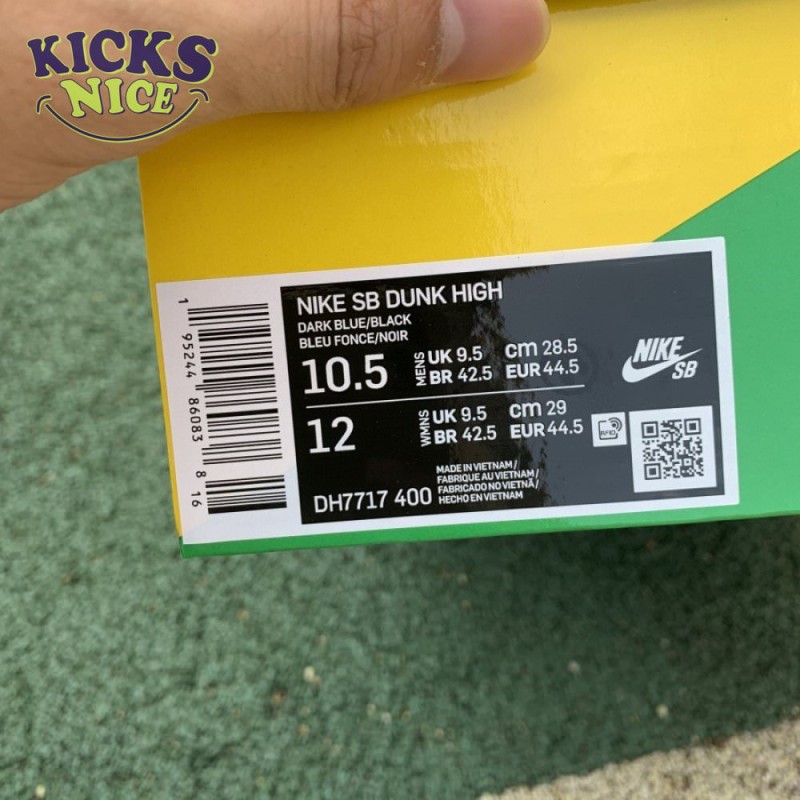 KICKS
NICE
NIKE SB DUNK HIGH
DARK BLUE/BLACK
BLEU FONCE/NOIR
10.5
MENS
UK 9.5 cm 28.5
BR 42.5 EUR 44.5
12
WMNS
UK 9.5 cm 29
BR 42.5 EUR 44.5
DH7717 400
MADE IN VIETNAM /
FABRIQUE AU VIETNAM /
FABRICADO NO VIETNÃ /
HECHO EN VIETNAM
NIKE
SB
RFID
1 95244 86083 8 16